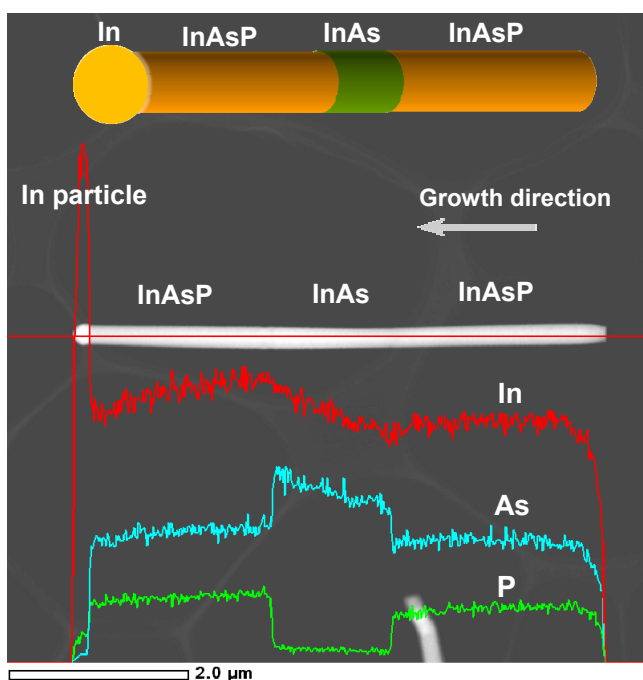 In
InAsP
InAs
InAsP
In particle
Growth direction
InAsP
InAs
InAsP
In
As
P
2.0 µm